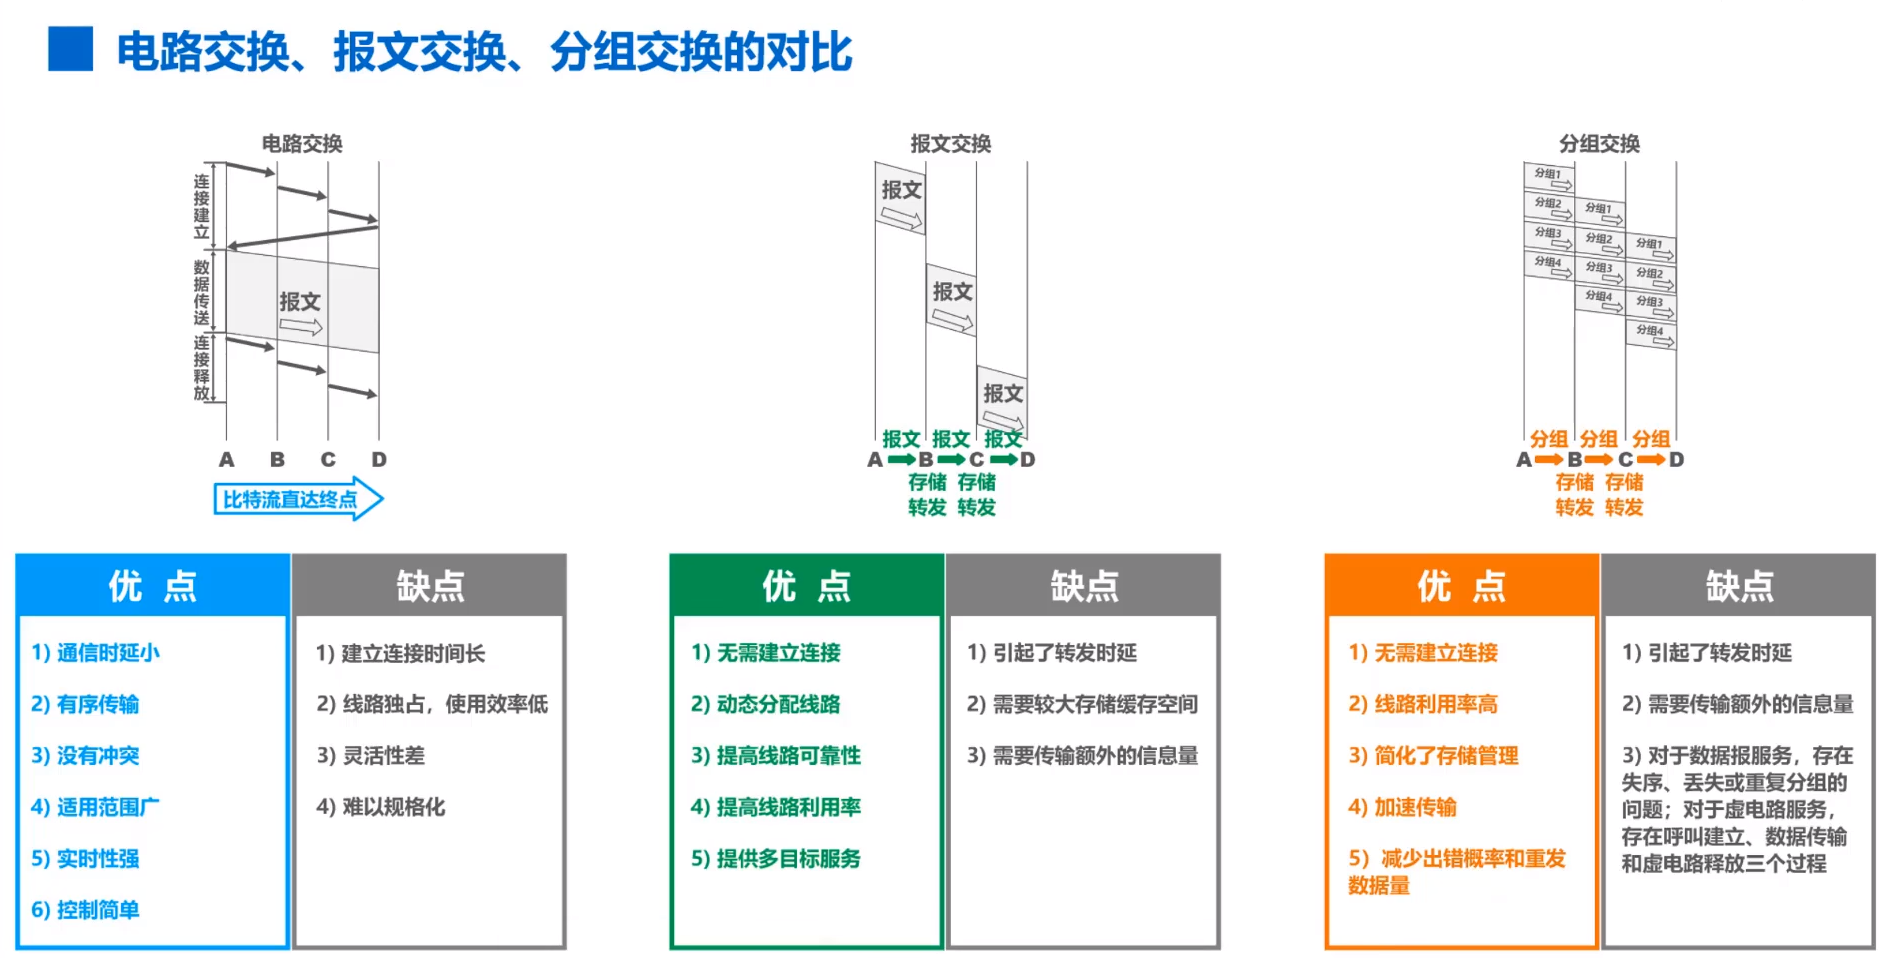 电路交换、报文交换、分组交换的对比
电路交换
连接建立
数据传送
连接释放
报文
A B C D
比特流直达终点
报文交换
报文
报文
报文
报文 报文 报文
A B C D
存储 存储
转发 转发
分组交换
分组1
分组2 分组1
分组3 分组2 分组1
分组4 分组3 分组2
分组4 分组3
分组4
分组 分组 分组
A B C D
存储 存储
转发 转发
优 点
1) 通信时延小
2) 有序传输
3) 没有冲突
4) 适用范围广
5) 实时性强
6) 控制简单
缺点
1) 建立连接时间长
2) 线路独占，使用效率低
3) 灵活性差
4) 难以规格化
优 点
1) 无需建立连接
2) 动态分配线路
3) 提高线路可靠性
4) 提高线路利用率
5) 提供多目标服务
缺点
1) 引起了转发时延
2) 需要较大存储缓存空间
3) 需要传输额外的信息量
优 点
1) 无需建立连接
2) 线路利用率高
3) 简化了存储管理
4) 加速传输
5) 减少出错概率和重发
数据量
缺点
1) 引起了转发时延
2) 需要传输额外的信息量
3) 对于数据报服务，存在
失序、丢失或重复分组的
问题；对于虚电路服务，
存在呼叫建立、数据传输
和虚电路释放三个过程